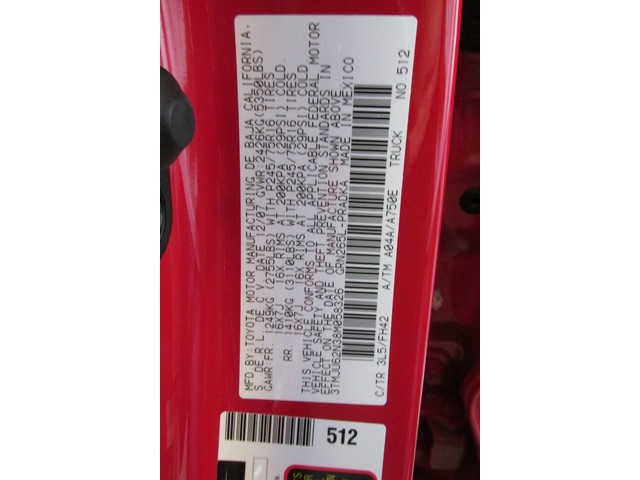 MFD.BY:TOYOTA MOTOR MANUFACTURING DE BAJA CALIFORNIA,
S. DE R. L. DE C. V. DATE 12/07 GVWR: 2426KG(5350LBS)
GAWR:FR. 1249KG (2755LBS) WITH P245/75R16 TIRES
16X7J 16X RIMS AT 200KPA (29PSI) COLD
RR. 1410KG (3110LBS) WITH P245/75R16 TIRES
16X7J 16X RIMS AT 200KPA (29PSI) COLD
THIS VEHICLE CONFORMS TO ALL APPLICABLE FEDERAL MOTOR
VEHICLE SAFETY AND THEFT PREVENTION STANDARDS IN
EFFECT ON THE DATE OF MANUFACTURE SHOWN ABOVE.
3TMJU62N38M058326 GRN265L-PRADKA MADE IN MEXICO
C/TR 3L5/FH42 A/TM A04A/A750E TRUCK NO.512
512